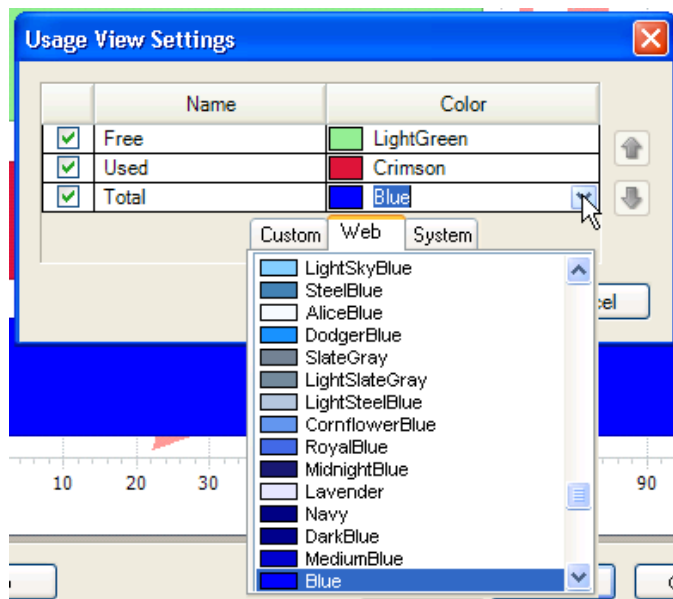 Usage View Settings
Name Color
Free LightGreen
Used Crimson
Total Blue
Custom Web System
LightSkyBlue
SteelBlue
AliceBlue
DodgerBlue
SlateGray
LightSlateGray
LightSteelBlue
CornflowerBlue
RoyalBlue
MidnightBlue
Lavender
Navy
DarkBlue
MediumBlue
Blue
10 20 30 90